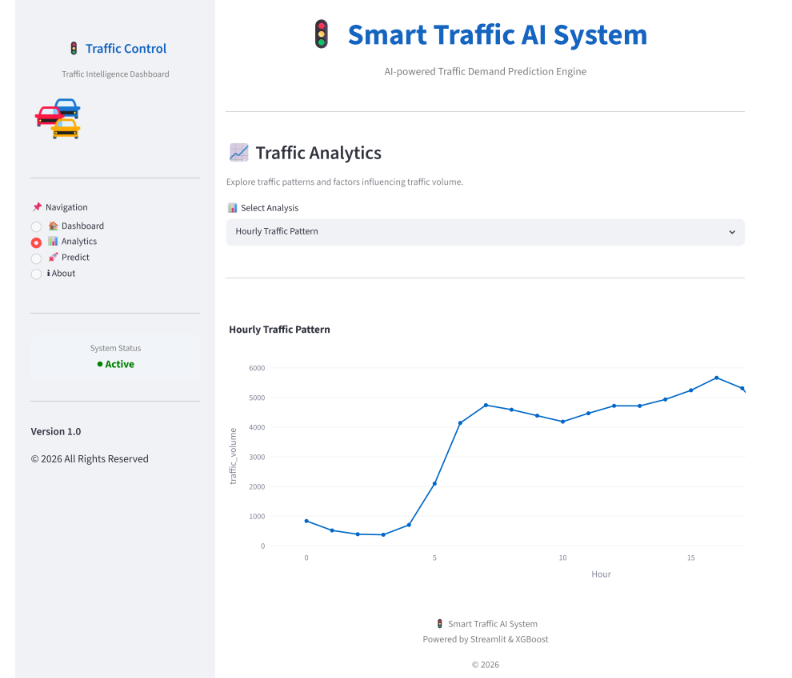 Traffic Control
Traffic Intelligence Dashboard
Navigation
Dashboard
Analytics
Predict
About
System Status
Active
Version 1.0
© 2026 All Rights Reserved
Smart Traffic AI System
AI-powered Traffic Demand Prediction Engine
Traffic Analytics
Explore traffic patterns and factors influencing traffic volume.
Select Analysis
Hourly Traffic Pattern
Hourly Traffic Pattern
6000
5000
4000
3000
2000
1000
0
traffic_volume
0 5 10 15
Hour
Smart Traffic AI System
Powered by Streamlit & XGBoost
© 2026